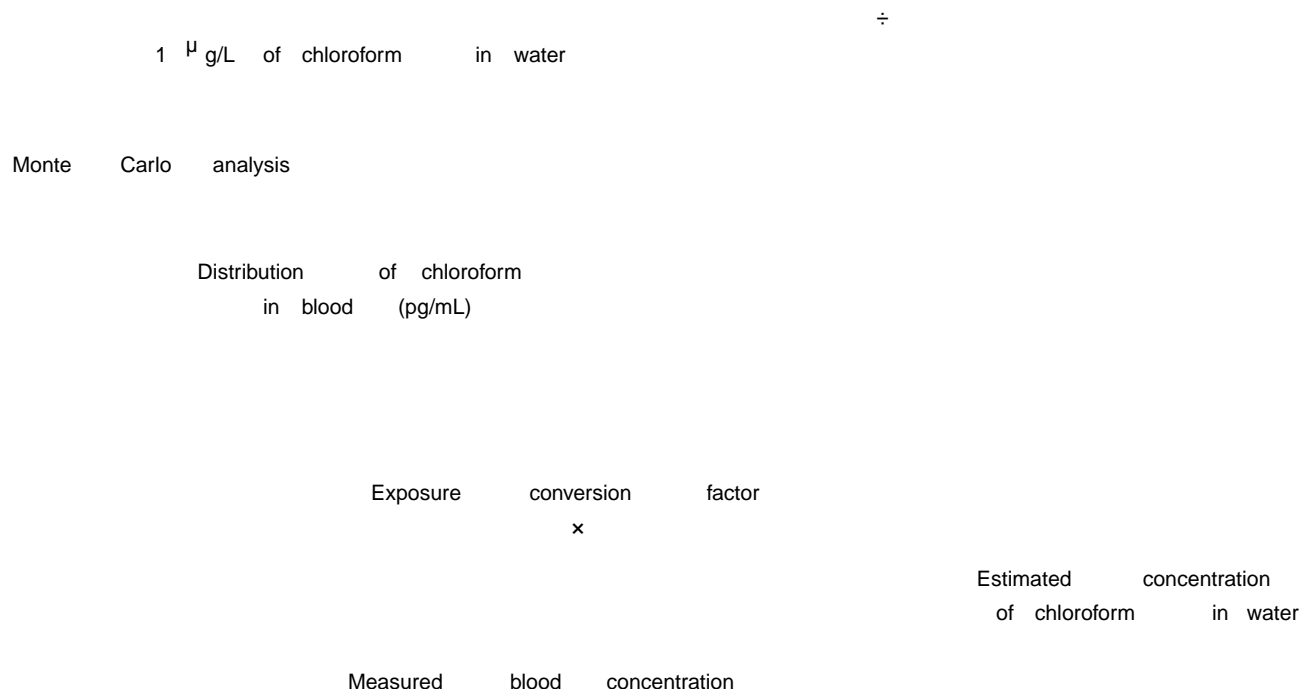 ÷
1 µ g/L of chloroform in water
Monte Carlo analysis
Distribution of chloroform
in blood (pg/mL)
Exposure conversion factor
×
Estimated concentration
of chloroform in water
Measured blood concentration